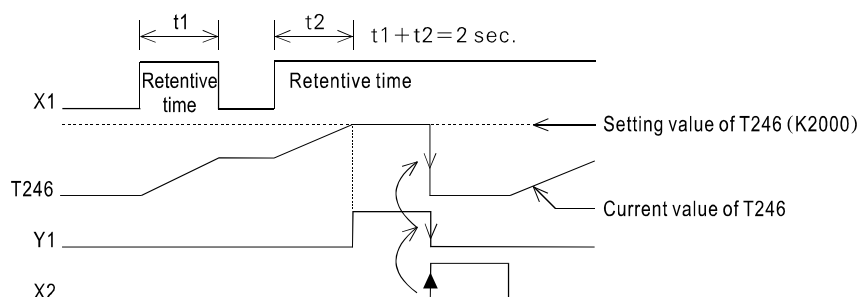 t1
t2
t1+t2=2 sec.
Retentive
time
Retentive time
X1
Setting value of T246 (K2000)
T246
Current value of T246
Y1
X2